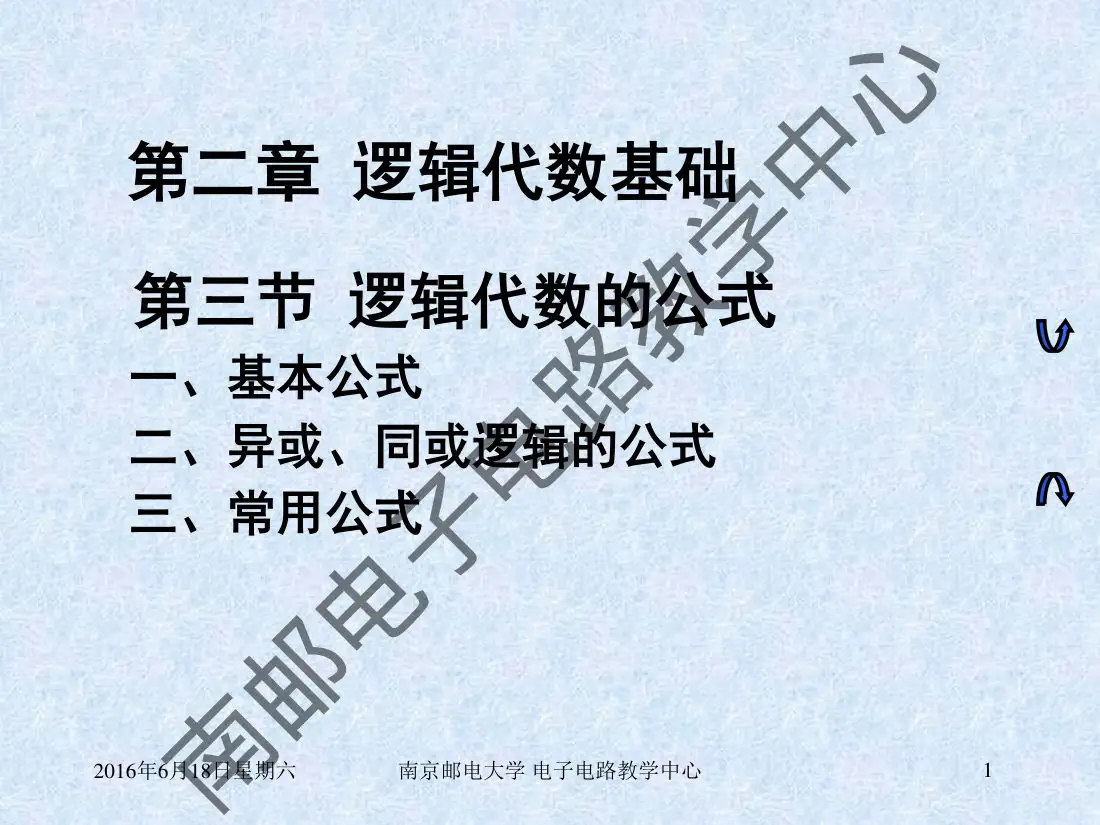 第二章 逻辑代数基础
第三节 逻辑代数的公式
一、基本公式
二、异或、同或逻辑的公式
三、常用公式
南邮电子电路教学中心
2016年6月18日星期六 南京邮电大学 电子电路教学中心 1